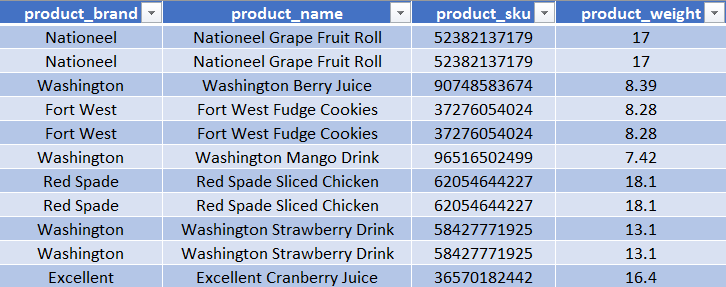 product_brand product_name product_sku product_weight
Nationeel Nationeel Grape Fruit Roll 52382137179 17
Nationeel Nationeel Grape Fruit Roll 52382137179 17
Washington Washington Berry Juice 90748583674 8.39
Fort West Fort West Fudge Cookies 37276054024 8.28
Fort West Fort West Fudge Cookies 37276054024 8.28
Washington Washington Mango Drink 96516502499 7.42
Red Spade Red Spade Sliced Chicken 62054644227 18.1
Red Spade Red Spade Sliced Chicken 62054644227 18.1
Washington Washington Strawberry Drink 58427771925 13.1
Washington Washington Strawberry Drink 58427771925 13.1
Excellent Excellent Cranberry Juice 36570182442 16.4